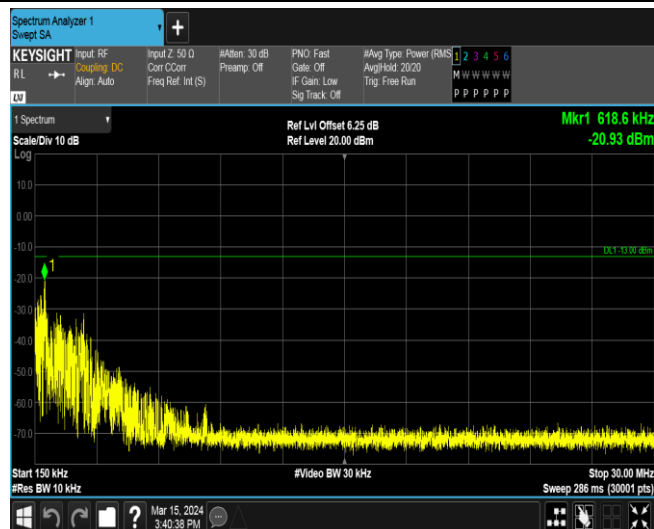 Spectrum Analyzer 1
Swept SA
+
KEYSIGHT
RL
LXI
Input: RF
Coupling: DC
Align: Auto
Input Z: 50 Ω
Corr CCorr
Freq Ref: Int (S)
#Atten: 30 dB
Preamp: Off
PNO: Fast
Gate: Off
IF Gain: Low
Sig Track: Off
#Avg Type: Power (RMS
Avg|Hold: 20/20
Trig: Free Run
1 2 3 4 5 6
M W W W W W
P P P P P P
1 Spectrum
Scale/Div 10 dB
Ref Lvl Offset 6.25 dB
Ref Level 20.00 dBm
Mkr1 618.6 kHz
-20.93 dBm
Log
10.0
0.00
-10.0
DL1 -13.00 dBm
1
-20.0
-30.0
-40.0
-50.0
-60.0
-70.0
Start 150 kHz
#Video BW 30 kHz
Stop 30.00 MHz
#Res BW 10 kHz
Sweep 286 ms (30001 pts)
?
Mar 15, 2024
3:40:38 PM